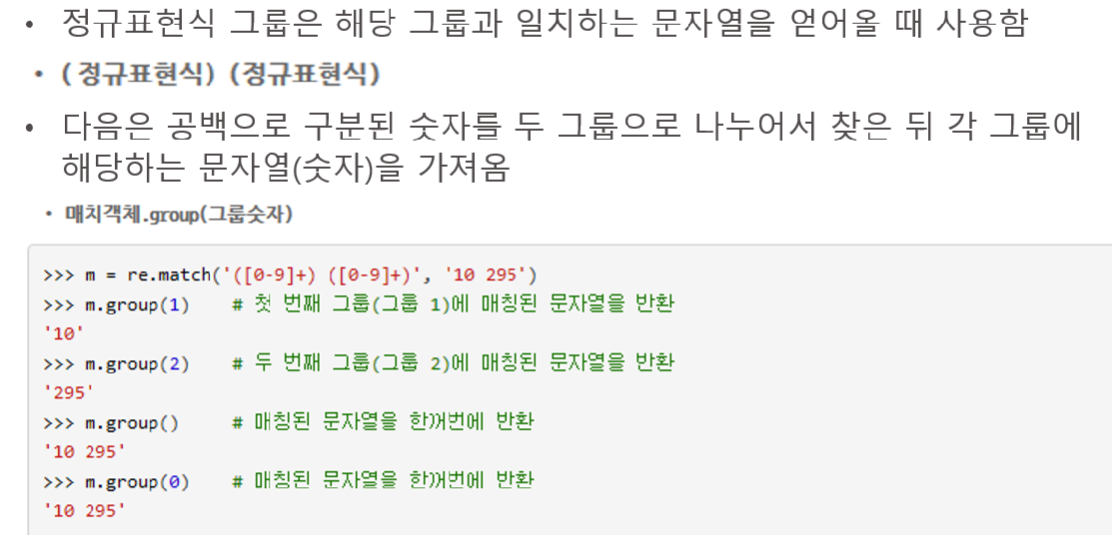 • 정규표현식 그룹은 해당 그룹과 일치하는 문자열을 얻어올 때 사용함
• ( 정규표현식) (정규표현식)
• 다음은 공백으로 구분된 숫자를 두 그룹으로 나누어서 찾은 뒤 각 그룹에
해당하는 문자열(숫자)을 가져옴
• 매치객체.group(그룹숫자)
>>> m = re.match('([0-9]+) ([0-9]+)', '10 295')
>>> m.group(1)    # 첫 번째 그룹(그룹 1)에 매칭된 문자열을 반환
'10'
>>> m.group(2)    # 두 번째 그룹(그룹 2)에 매칭된 문자열을 반환
'295'
>>> m.group()     # 매칭된 문자열을 한꺼번에 반환
'10 295'
>>> m.group(0)    # 매칭된 문자열을 한꺼번에 반환
'10 295'